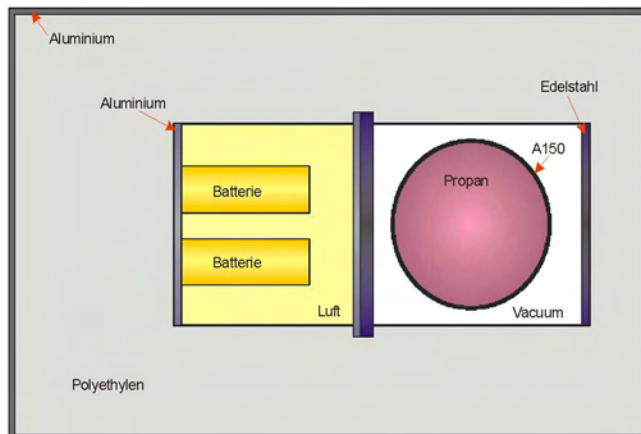 Aluminium
Aluminium
Edelstahl
A150
Propan
Batterie
Batterie
Luft
Vacuum
Polyethylen